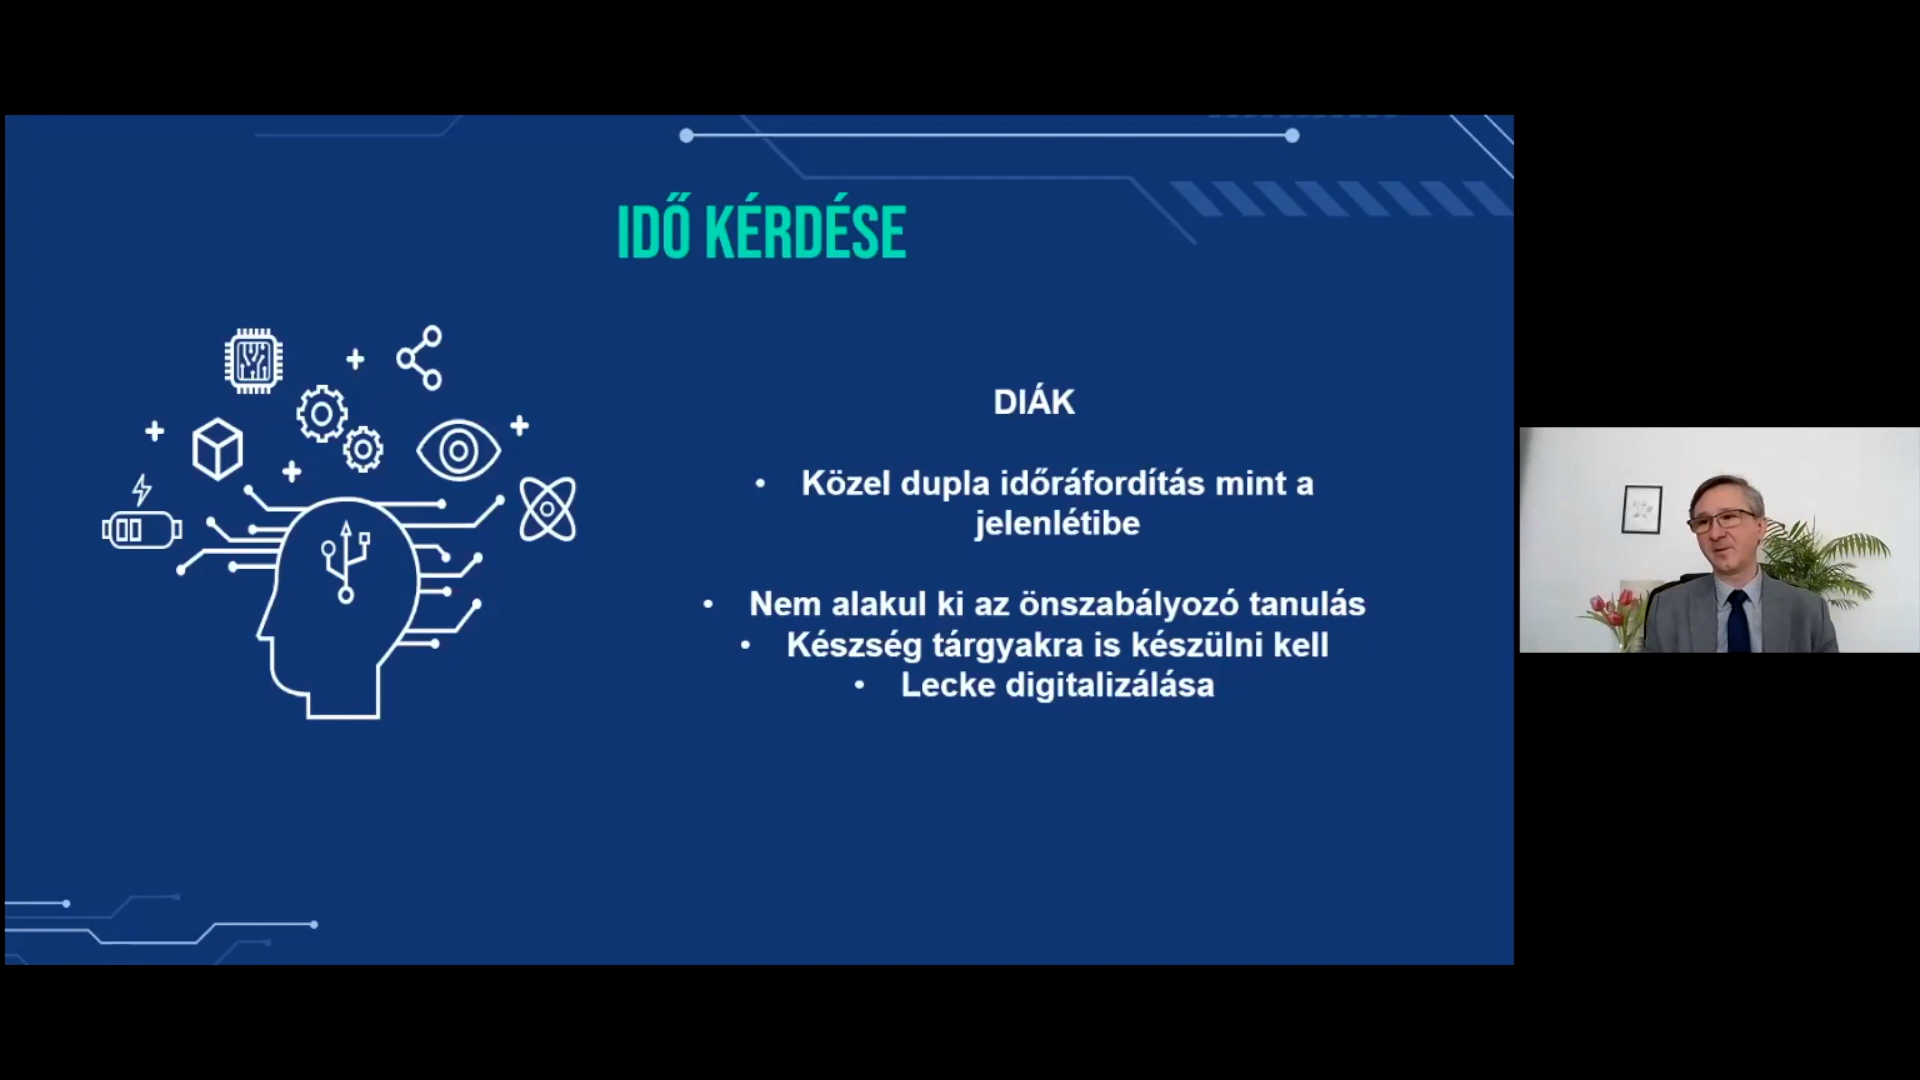 IDŐ KÉRDÉSE
DIÁK
• Közel dupla időráfordítás mint a
jelenlétibe
• Nem alakul ki az önszabályozó tanulás
• Készség tárgyakra is készülni kell
• Lecke digitalizálása